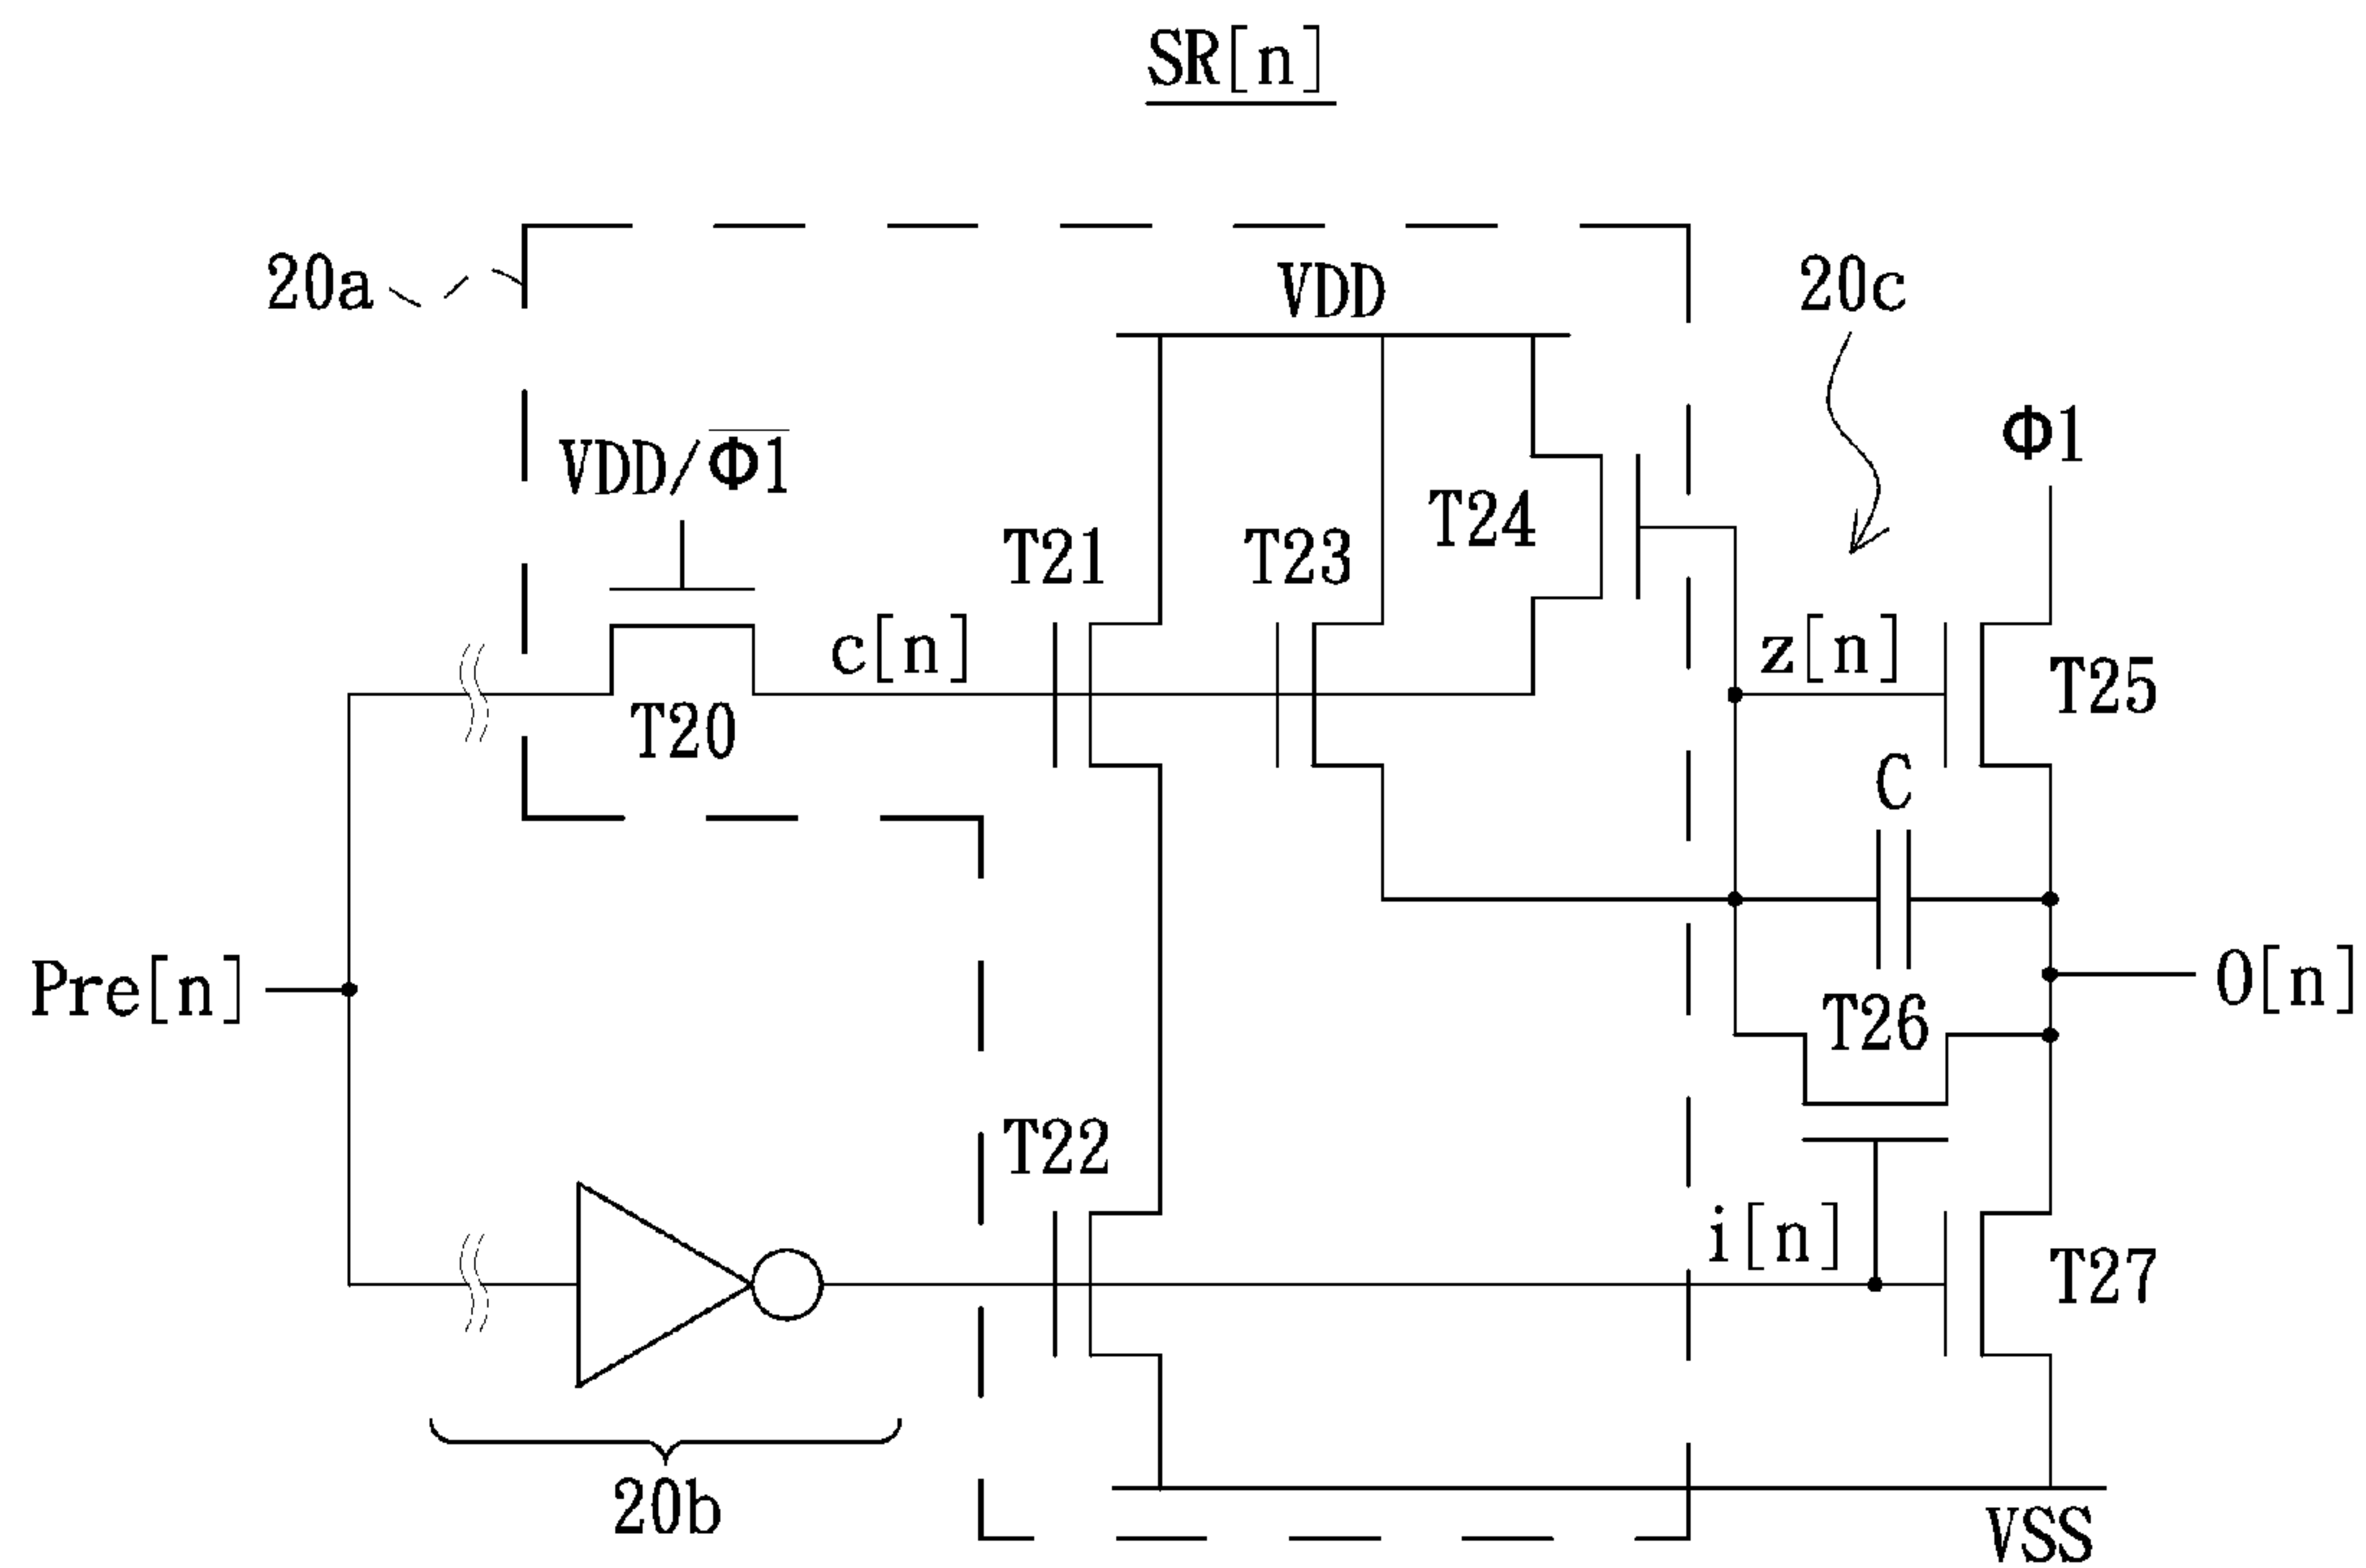 SR[n]
20a
VDD
20c
VDD/Φ1̅
Φ1
T21
T23
T24
c[n]
z[n]
T20
T25
C
Pre[n]
O[n]
T26
T22
i[n]
T27
20b
VSS